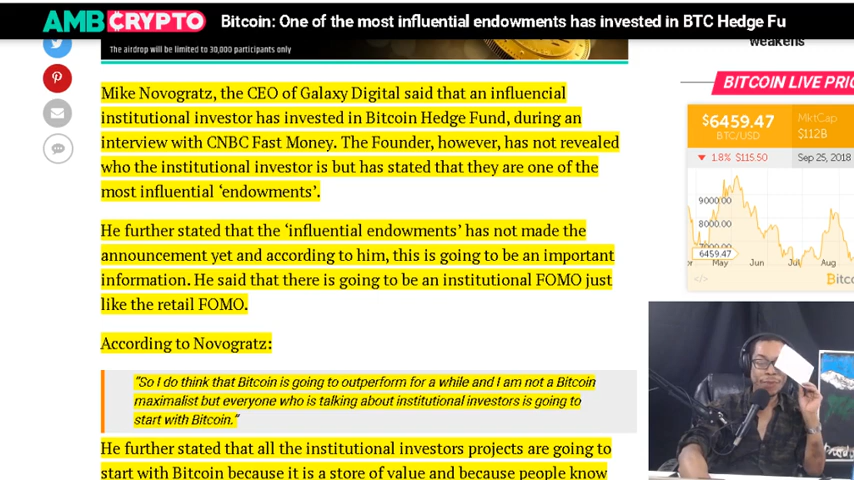 AMBCRYPTO
Bitcoin: One of the most influential endowments has invested in BTC Hedge Fu
The airdrop will be limited to 30,000 participants only
weakens
Mike Novogratz, the CEO of Galaxy Digital said that an influencial
institutional investor has invested in Bitcoin Hedge Fund, during an
interview with CNBC Fast Money. The Founder, however, has not revealed
who the institutional investor is but has stated that they are one of the
most influential ‘endowments’.
He further stated that the ‘influential endowments’ has not made the
announcement yet and according to him, this is going to be an important
information. He said that there is going to be an institutional FOMO just
like the retail FOMO.
According to Novogratz:
“So I do think that Bitcoin is going to outperform for a while and I am not a Bitcoin
maximalist but everyone who is talking about institutional investors is going to
start with Bitcoin.”
He further stated that all the institutional investors projects are going to
start with Bitcoin because it is a store of value and because people know
BITCOIN LIVE PRIC
$6459.47
BTC/USD
MktCap
$112B
1.8% $115.50
Sep 25, 2018
9000.00
8000.00
7000.00
6459.47
May Jun Jul Aug
</>
Bitc